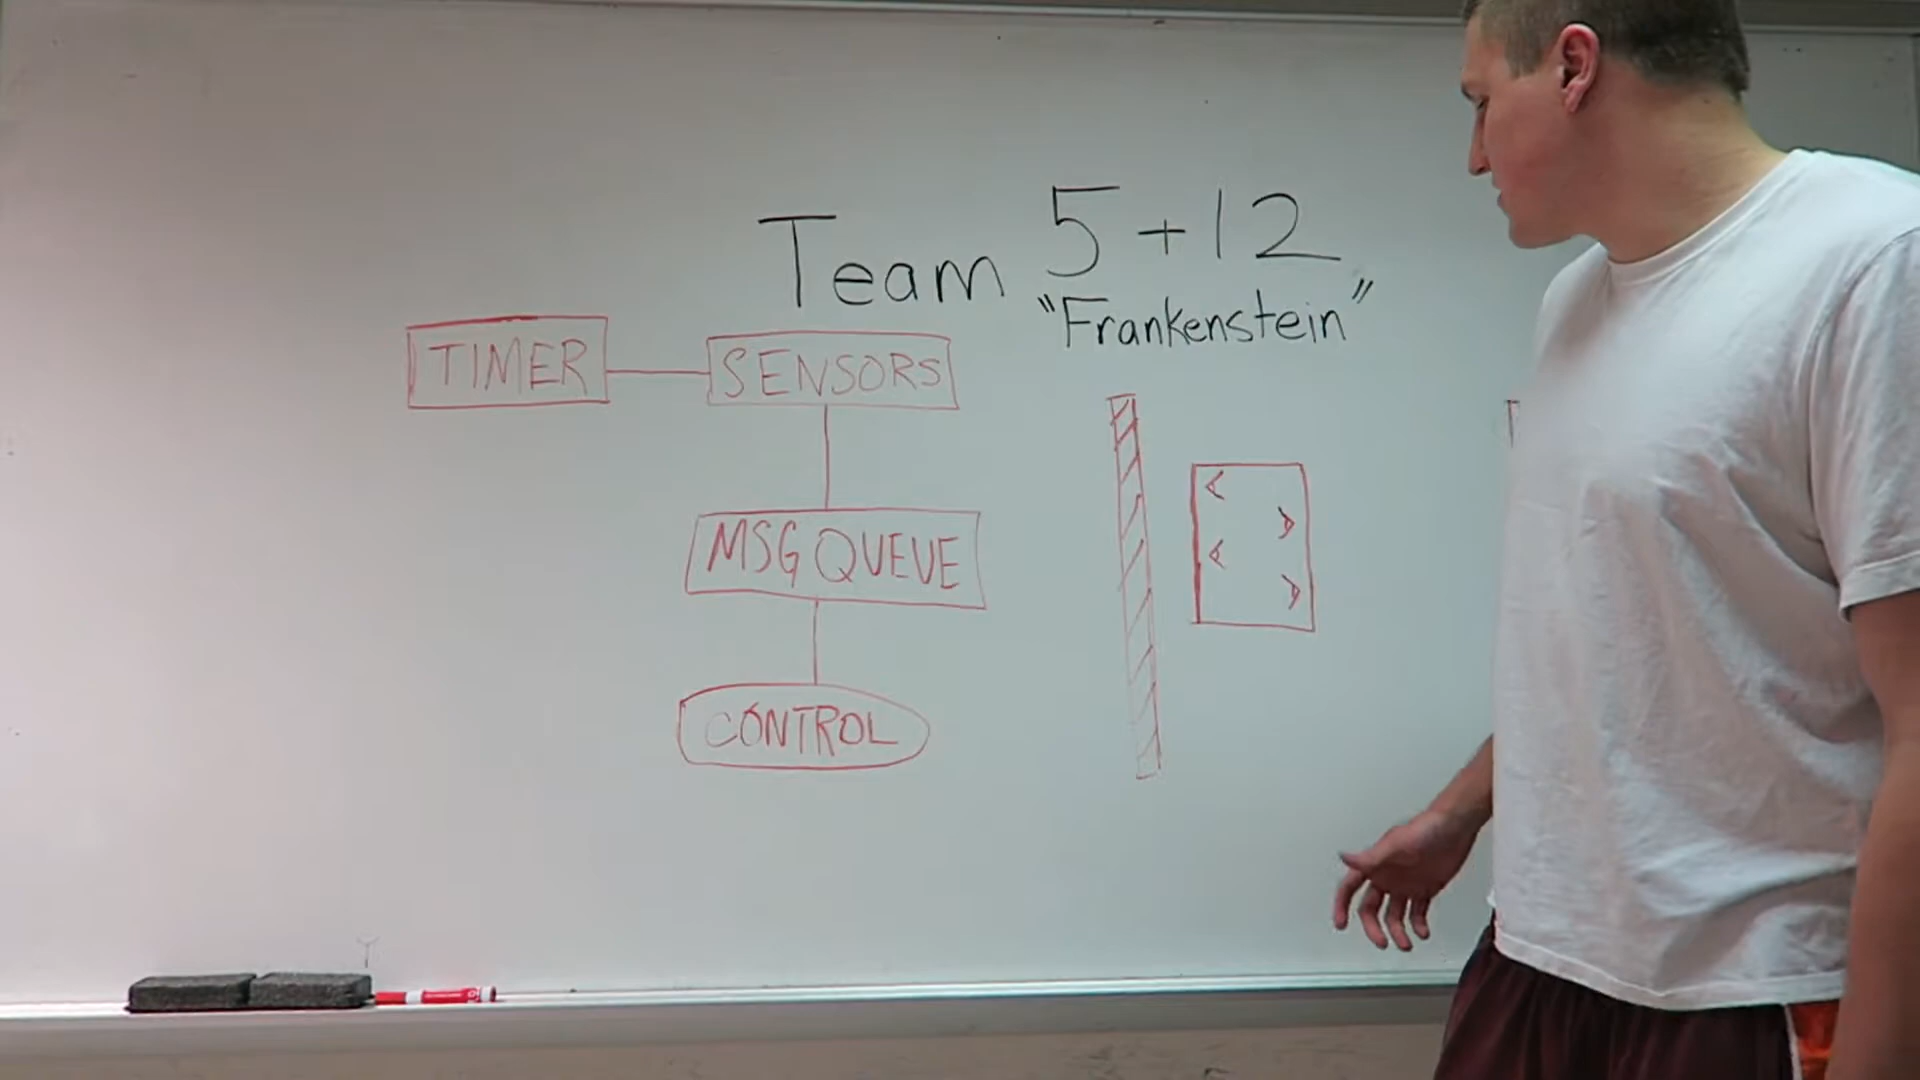 Team 5+12
"Frankenstein"
TIMER
SENSORS
MSG QUEUE
CONTROL